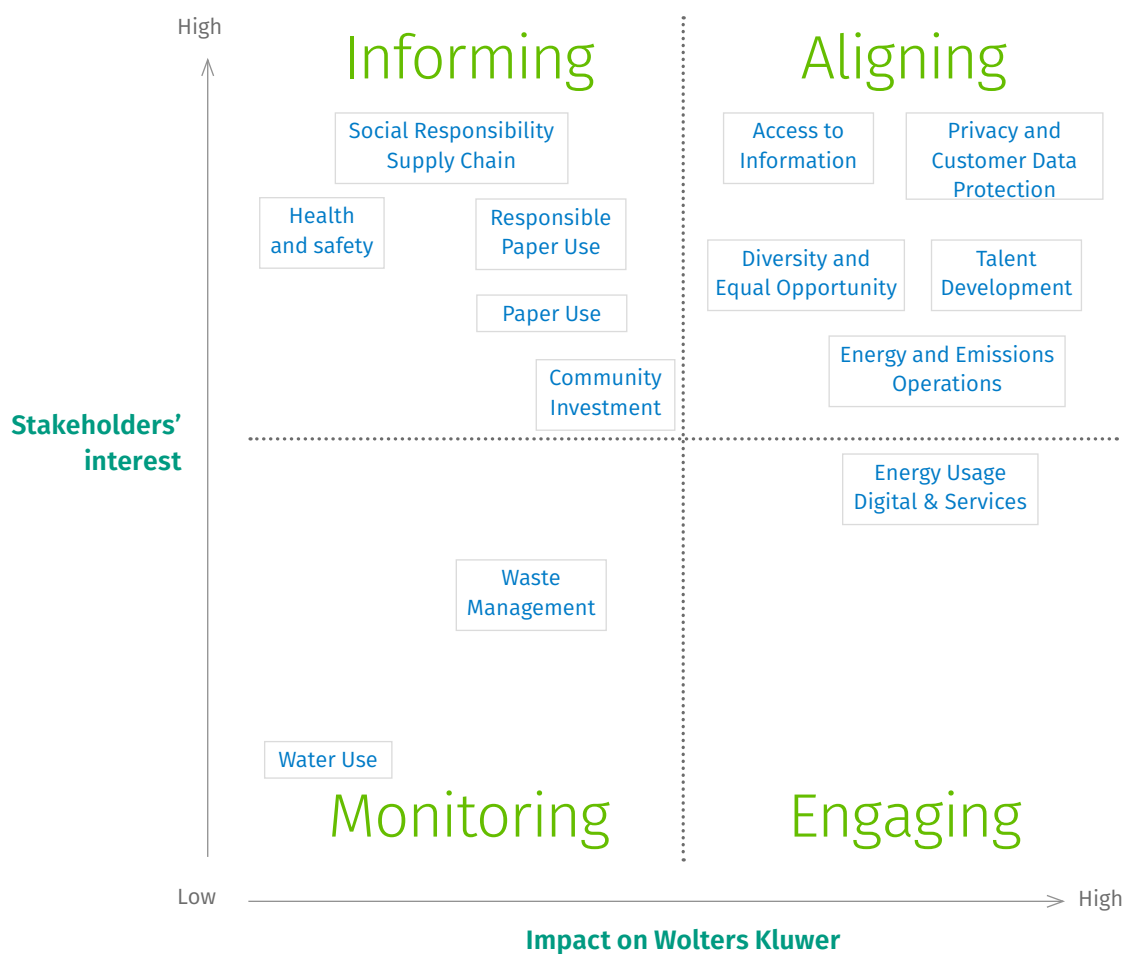 High
Informing
Aligning
Social Responsibility
Supply Chain
Access to
Information
Privacy and
Customer Data
Protection
Health
and safety
Responsible
Paper Use
Diversity and
Equal Opportunity
Talent
Development
Paper Use
Energy and Emissions
Operations
Community
Investment
Stakeholders’
interest
Energy Usage
Digital & Services
Waste
Management
Water Use
Monitoring
Engaging
Low
High
Impact on Wolters Kluwer